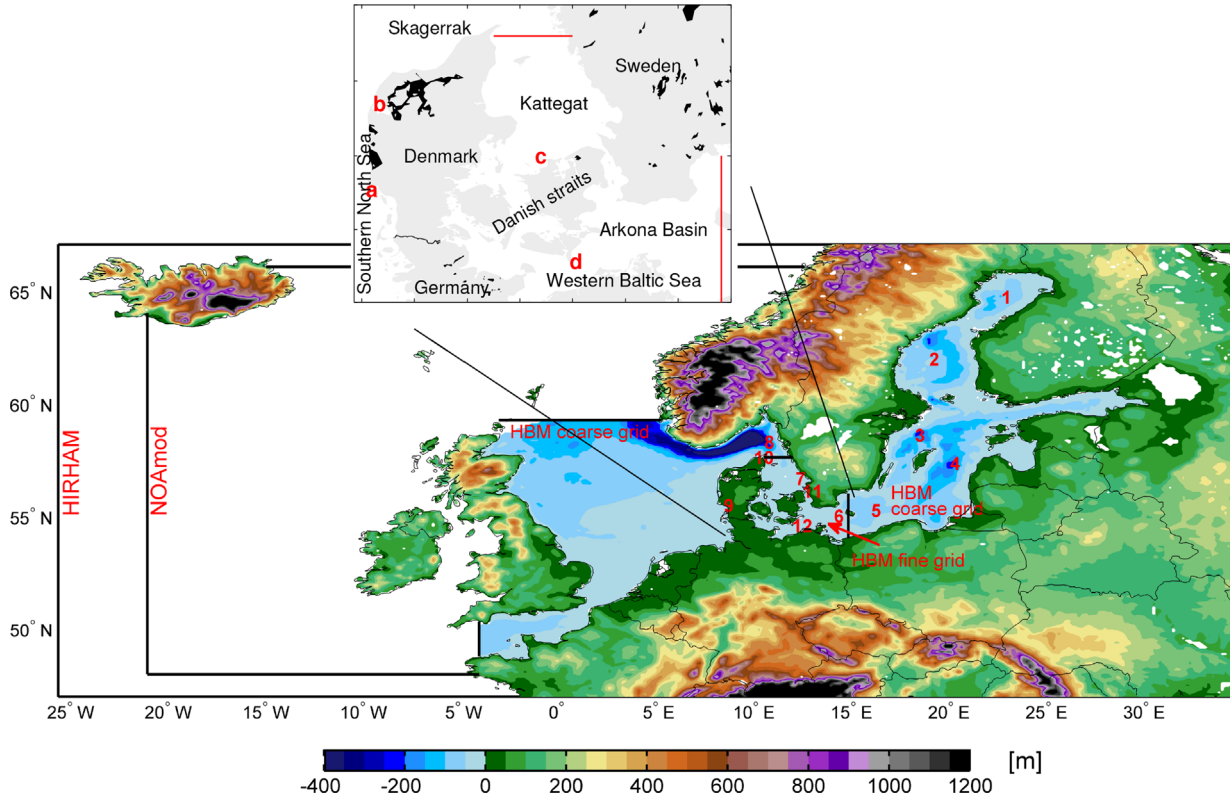 Skagerrak
Sweden
b
Kattegat
Southern North Sea
Denmark
c
a
Danish straits
Arkona Basin
d
Germany
Western Baltic Sea
65° N
60° N
55° N
50° N
HIRHAM
NOAmod
HBM coarse grid
1
2
3
4
8
10
7
11
9
HBM
coarse grid
5
6
12
HBM fine grid
25° W
20° W
15° W
10° W
5° W
0°
5° E
10° E
15° E
20° E
25° E
30° E
-400
-200
0
200
400
600
800
1000
1200
[m]